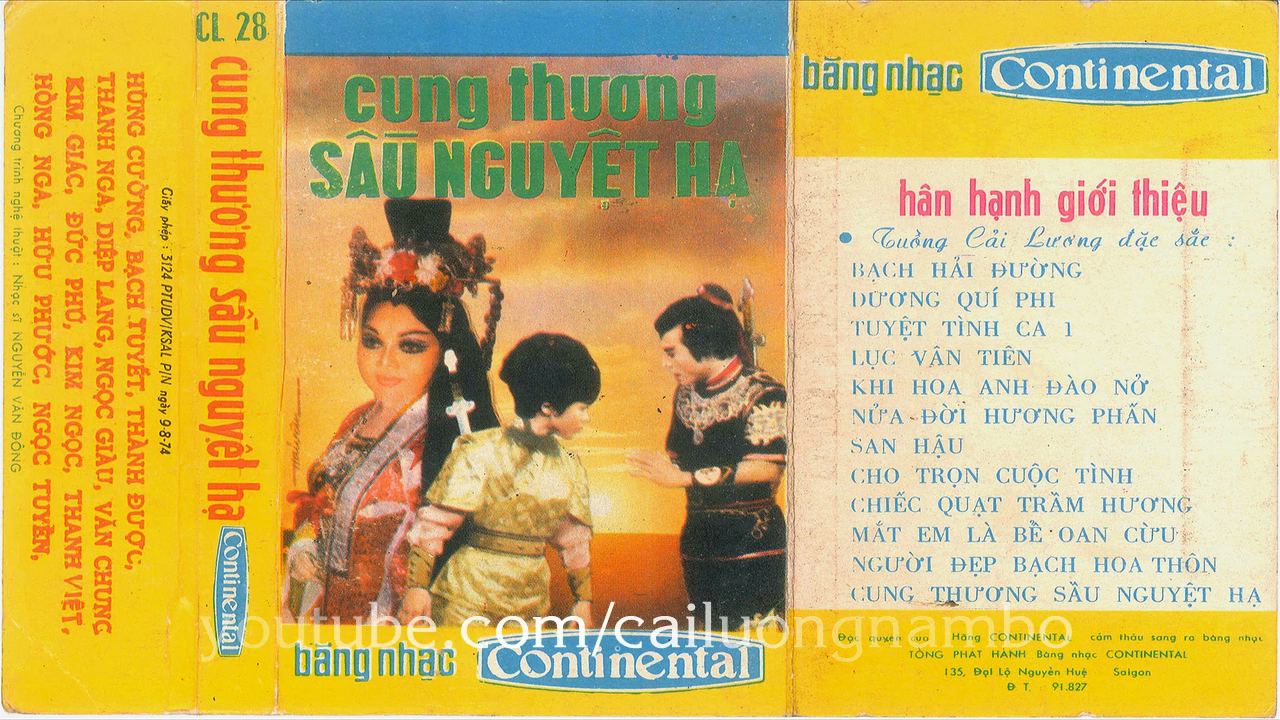 CL 28
cung thương sầu nguyệt hạ
Continental
HÙNG CƯỜNG, BẠCH TUYẾT, THÀNH ĐƯỢC,
THANH NGA, DIỆP LANG, NGỌC GIÀU, VĂN CHUNG
KIM GIÁC, ĐỨC PHÚ, KIM NGỌC, THANH VIỆT,
HỒNG NGA, HỮU PHƯỚC, NGỌC TUYỀN,
Giấy phép : 3124 PTUDV/KSAL P/N ngày 9-8-74
Chương trình nghệ thuật : Nhạc sĩ NGUYỄN VĂN ĐÔNG
cung thương
SẦU NGUYỆT HẠ
băng nhạc Continental
băng nhạc Continental
hân hạnh giới thiệu
• Tuồng Cải Lương đặc sắc :
BẠCH HẢI ĐƯỜNG
DƯƠNG QUÍ PHI
TUYỆT TÌNH CA 1
LỤC VÂN TIÊN
KHI HOA ANH ĐÀO NỞ
NỬA ĐỜI HƯƠNG PHẤN
SAN HẬU
CHO TRỌN CUỘC TÌNH
CHIẾC QUẠT TRẦM HƯƠNG
MẮT EM LÀ BỂ OAN CỪU
NGƯỜI ĐẸP BẠCH HOA THÔN
CUNG THƯƠNG SẦU NGUYỆT HẠ
Độc quyền của Hãng CONTINENTAL cấm thâu sang ra băng nhạc
TỔNG PHÁT HÀNH Băng nhạc CONTINENTAL
135, Đại Lộ Nguyễn Huệ Saigon
Đ T. : 91.827
youtube.com/cailuongnambo